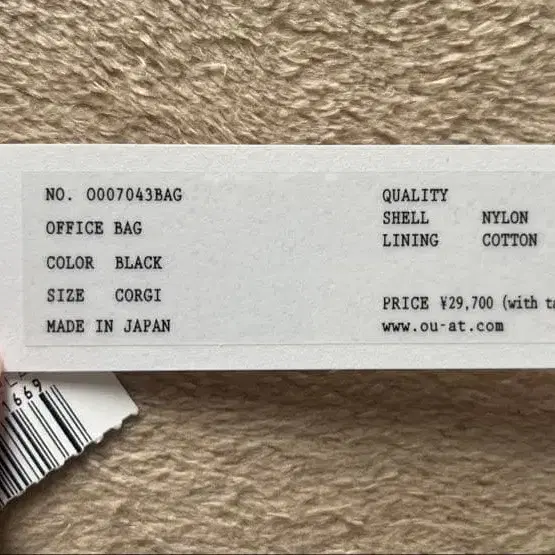 NO. 0007043BAG
OFFICE BAG
COLOR BLACK
SIZE CORGI
MADE IN JAPAN
QUALITY
SHELL NYLON
LINING COTTON
PRICE ¥29,700 (with
www.ou-at.com
1669